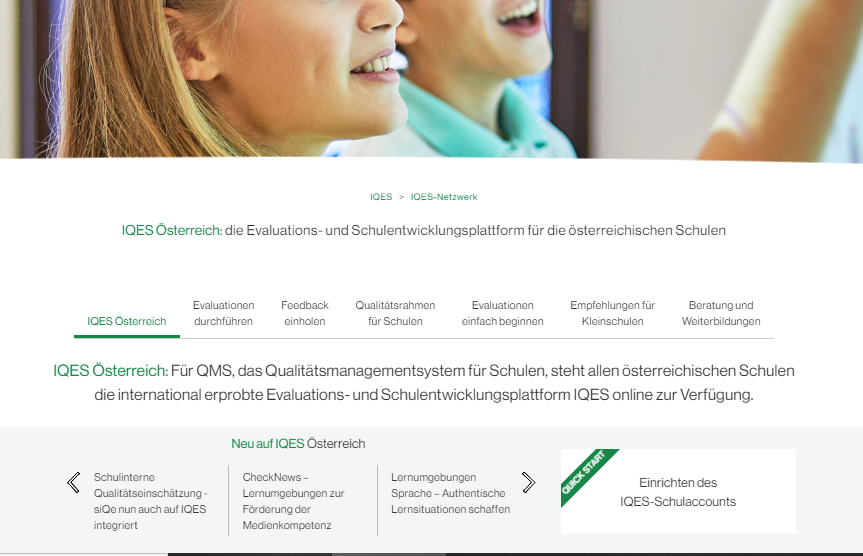 IQES > IQES-Netzwerk
IQES Österreich: die Evaluations- und Schulentwicklungsplattform für die österreichischen Schulen
IQES Österreich
Evaluationen
durchführen
Feedback
einholen
Qualitätsrahmen
für Schulen
Evaluationen
einfach beginnen
Empfehlungen für
Kleinschulen
Beratung und
Weiterbildungen
IQES Österreich: Für QMS, das Qualitätsmanagementsystem für Schulen, steht allen österreichischen Schulen
die international erprobte Evaluations- und Schulentwicklungsplattform IQES online zur Verfügung.
Neu auf IQES Österreich
Schulinterne
Qualitätseinschätzung -
siQe nun auch auf IQES
integriert
CheckNews –
Lernumgebungen zur
Förderung der
Medienkompetenz
Lernumgebungen
Sprache – Authentische
Lernsituationen schaffen
QUICK START
Einrichten des
IQES-Schulaccounts